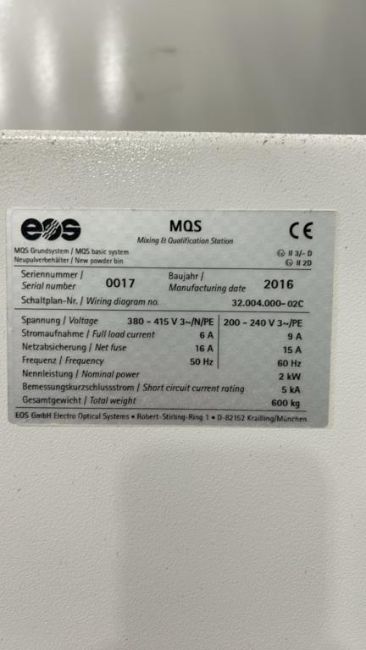 eos
MQS
Mixing & Qualification Station
CE
MQS Grundsystem / MQS basic system
Neupulverbehälter / New powder bin
II 3/- D
II 2D
Seriennummer / Serial number 0017
Baujahr / Manufacturing date 2016
Schaltplan-Nr. / Wiring diagram no. 32.004.000-02C
Spannung / Voltage 380 - 415 V 3~/N/PE 200 - 240 V 3~/PE
Stromaufnahme / Full load current 6 A 9 A
Netzabsicherung / Net fuse 16 A 15 A
Frequenz / Frequency 50 Hz 60 Hz
Nennleistung / Nominal power 2 kW
Bemessungskurzschlussstrom / Short circuit current rating 5 kA
Gesamtgewicht / Total weight 600 kg
EOS GmbH Electro Optical Systems • Robert-Stirling-Ring 1 • D-82152 Krailling/München